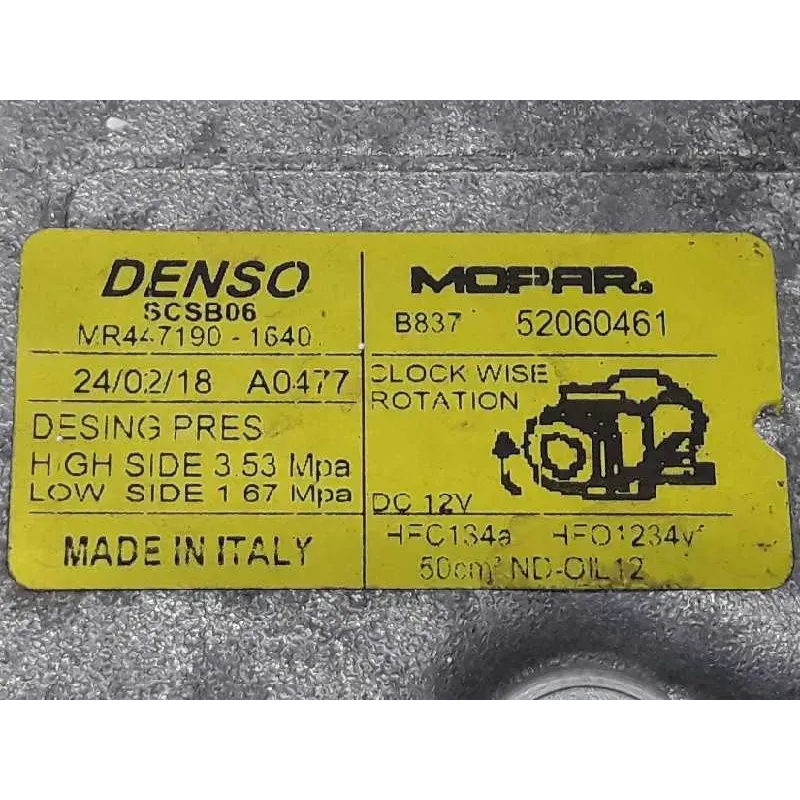 DENSO
SCSB06
MR447190-1640
24/02/18 A0477
DESING PRES
HIGH SIDE 3.53 Mpa
LOW SIDE 1 67 Mpa
MADE IN ITALY
MOPAR®
B837 52060461
CLOCK WISE
ROTATION
DC 12V
HFC134a HFO1234yf
50cm³ ND-OIL12